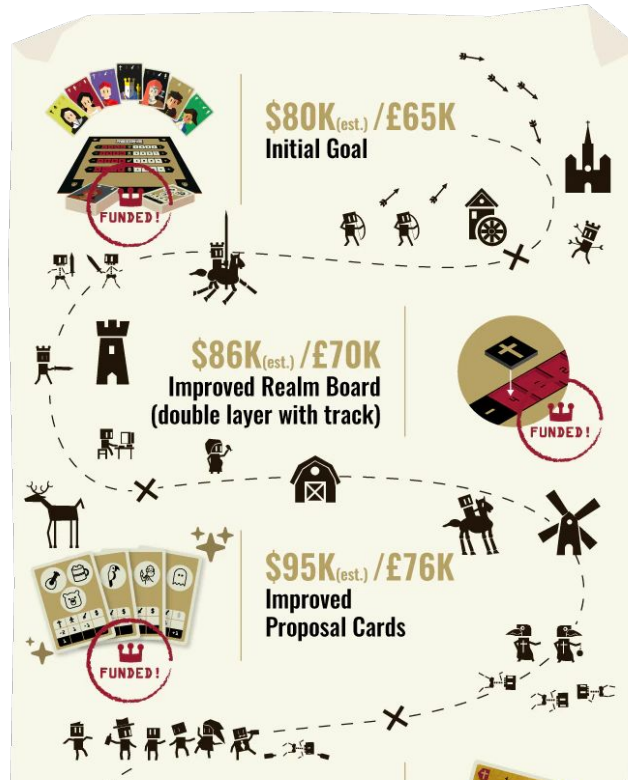 $80K(est.) /£65K
Initial Goal
FUNDED!
$86K(est.) /£70K
Improved Realm Board
(double layer with track)
FUNDED!
$95K(est.) /£76K
Improved
Proposal Cards
FUNDED!